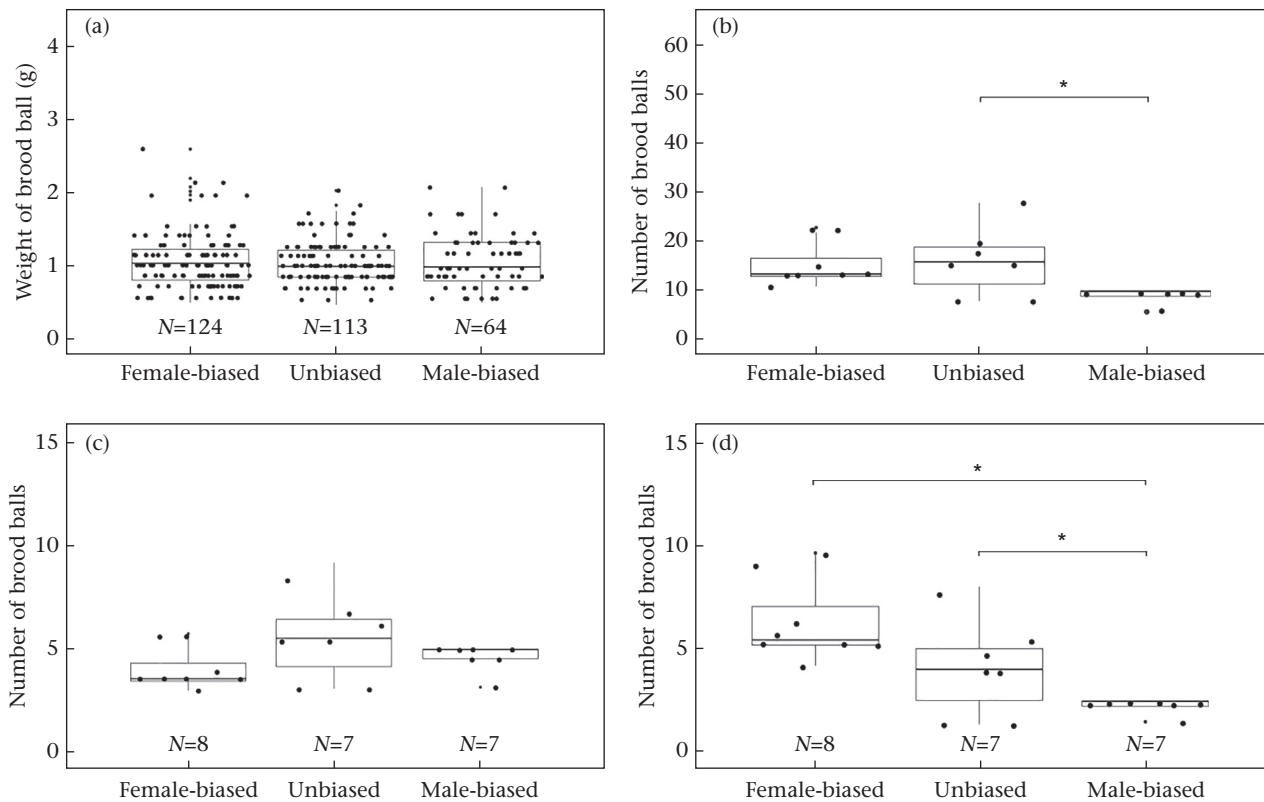 (a)
Weight of brood ball (g)
4
3
2
1
0
N=124
N=113
N=64
Female-biased
Unbiased
Male-biased
(b)
Number of brood balls
60
50
40
30
20
10
0
*
Female-biased
Unbiased
Male-biased
(c)
Number of brood balls
15
10
5
0
N=8
N=7
N=7
Female-biased
Unbiased
Male-biased
(d)
Number of brood balls
15
10
5
0
*
*
N=8
N=7
N=7
Female-biased
Unbiased
Male-biased